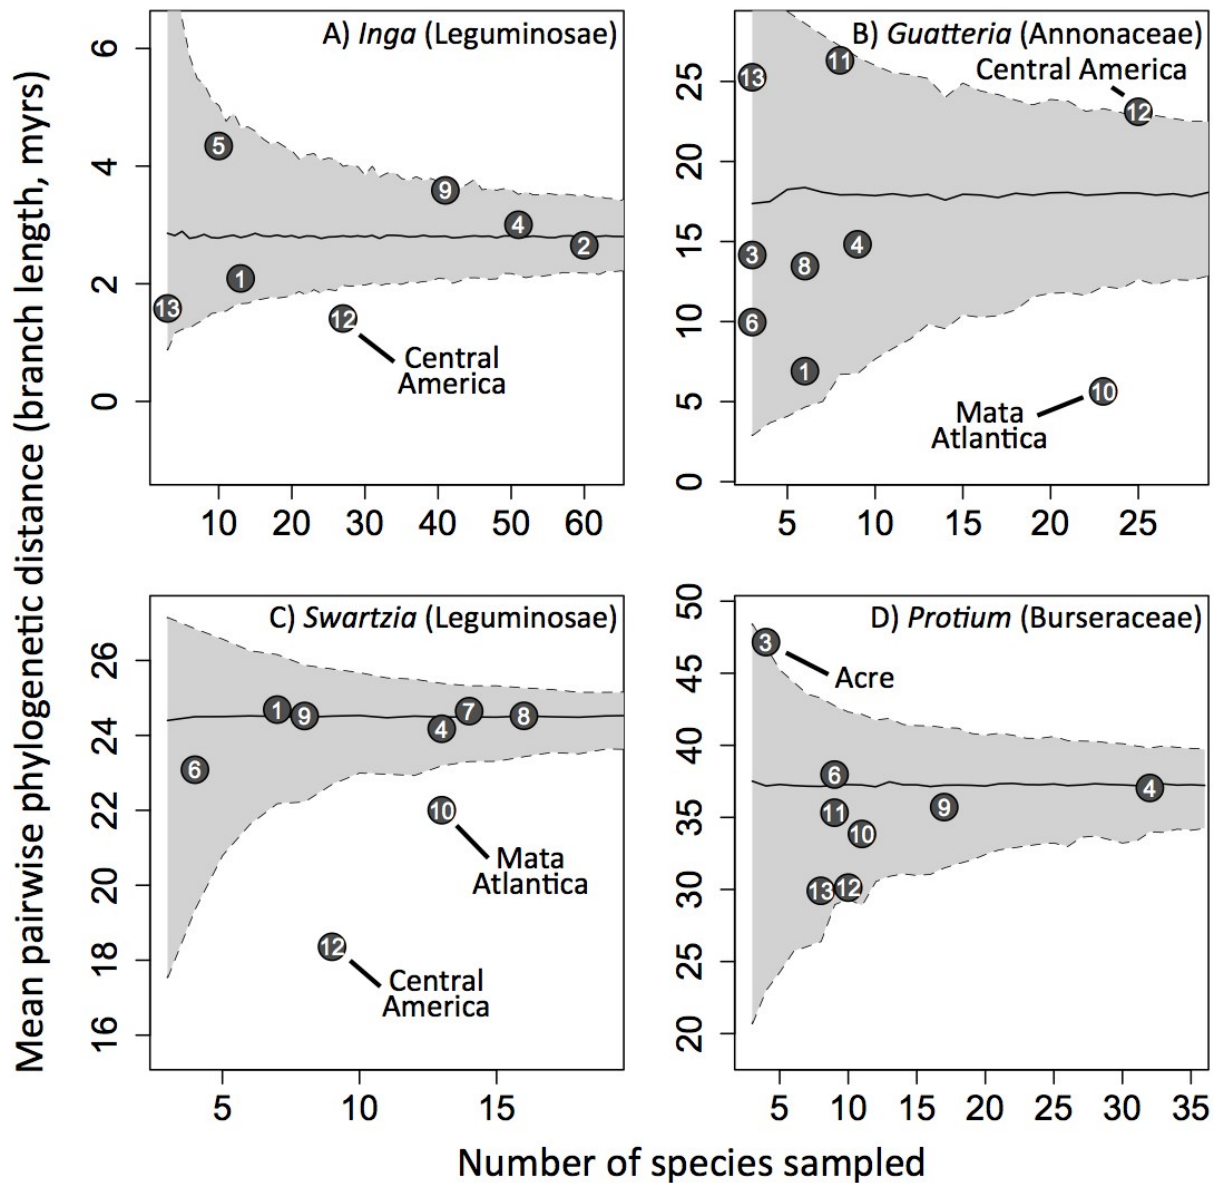 Mean pairwise phylogenetic distance (branch length, myrs)
A) Inga (Leguminosae)
6
4
2
0
5
9
4
2
1
13
12
Central
America
10 20 30 40 50 60
B) Guatteria (Annonaceae)
Central America
25
20
15
10
5
0
13
11
12
3
8
4
6
1
10
Mata
Atlantica
5 10 15 20 25
C) Swartzia (Leguminosae)
26
24
22
20
18
16
1
9
4
7
8
6
10
Mata
Atlantica
12
Central
America
5 10 15
D) Protium (Burseraceae)
50
45
40
35
30
25
20
3
Acre
6
4
11
9
10
13
12
5 10 15 20 25 30 35
Number of species sampled